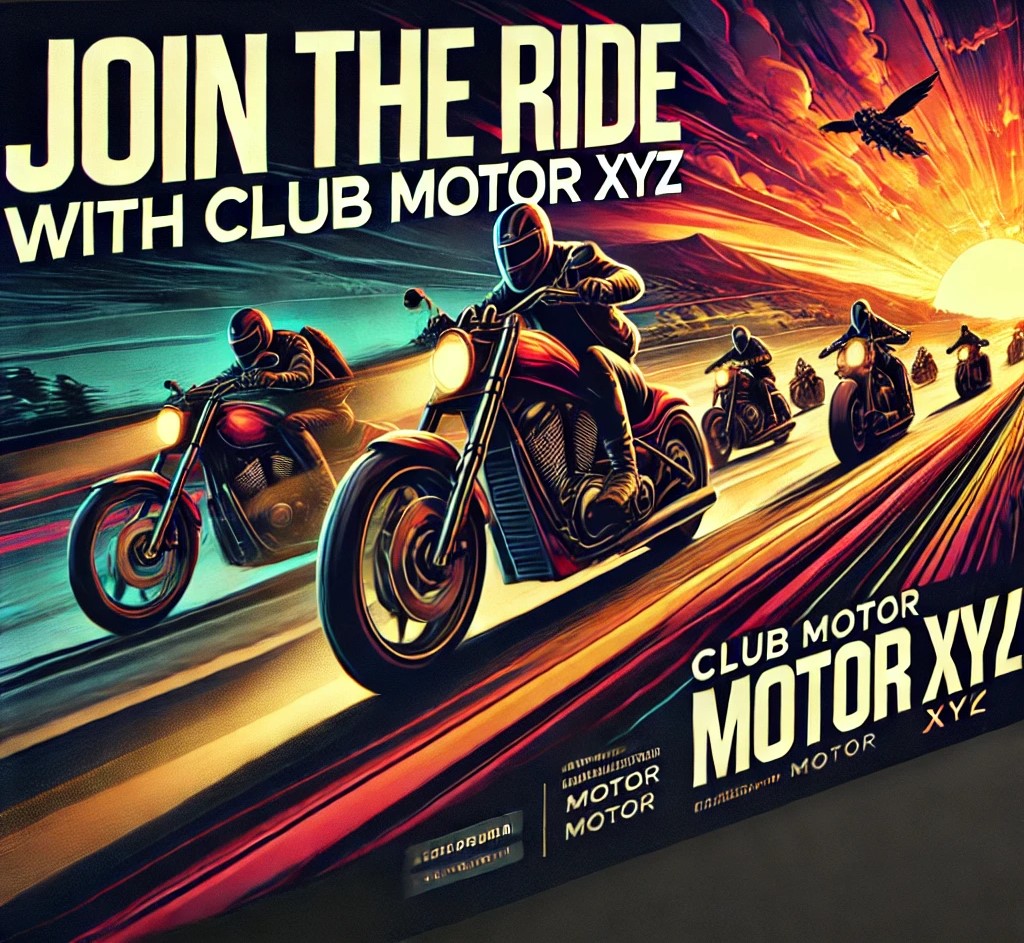 JOIN THE RIDE
WITH CLUB MOTOR XYZ
CLUB MOTOR
MOTOR XYZ
XYZ
MOTOR
MOTOR
MOTOR